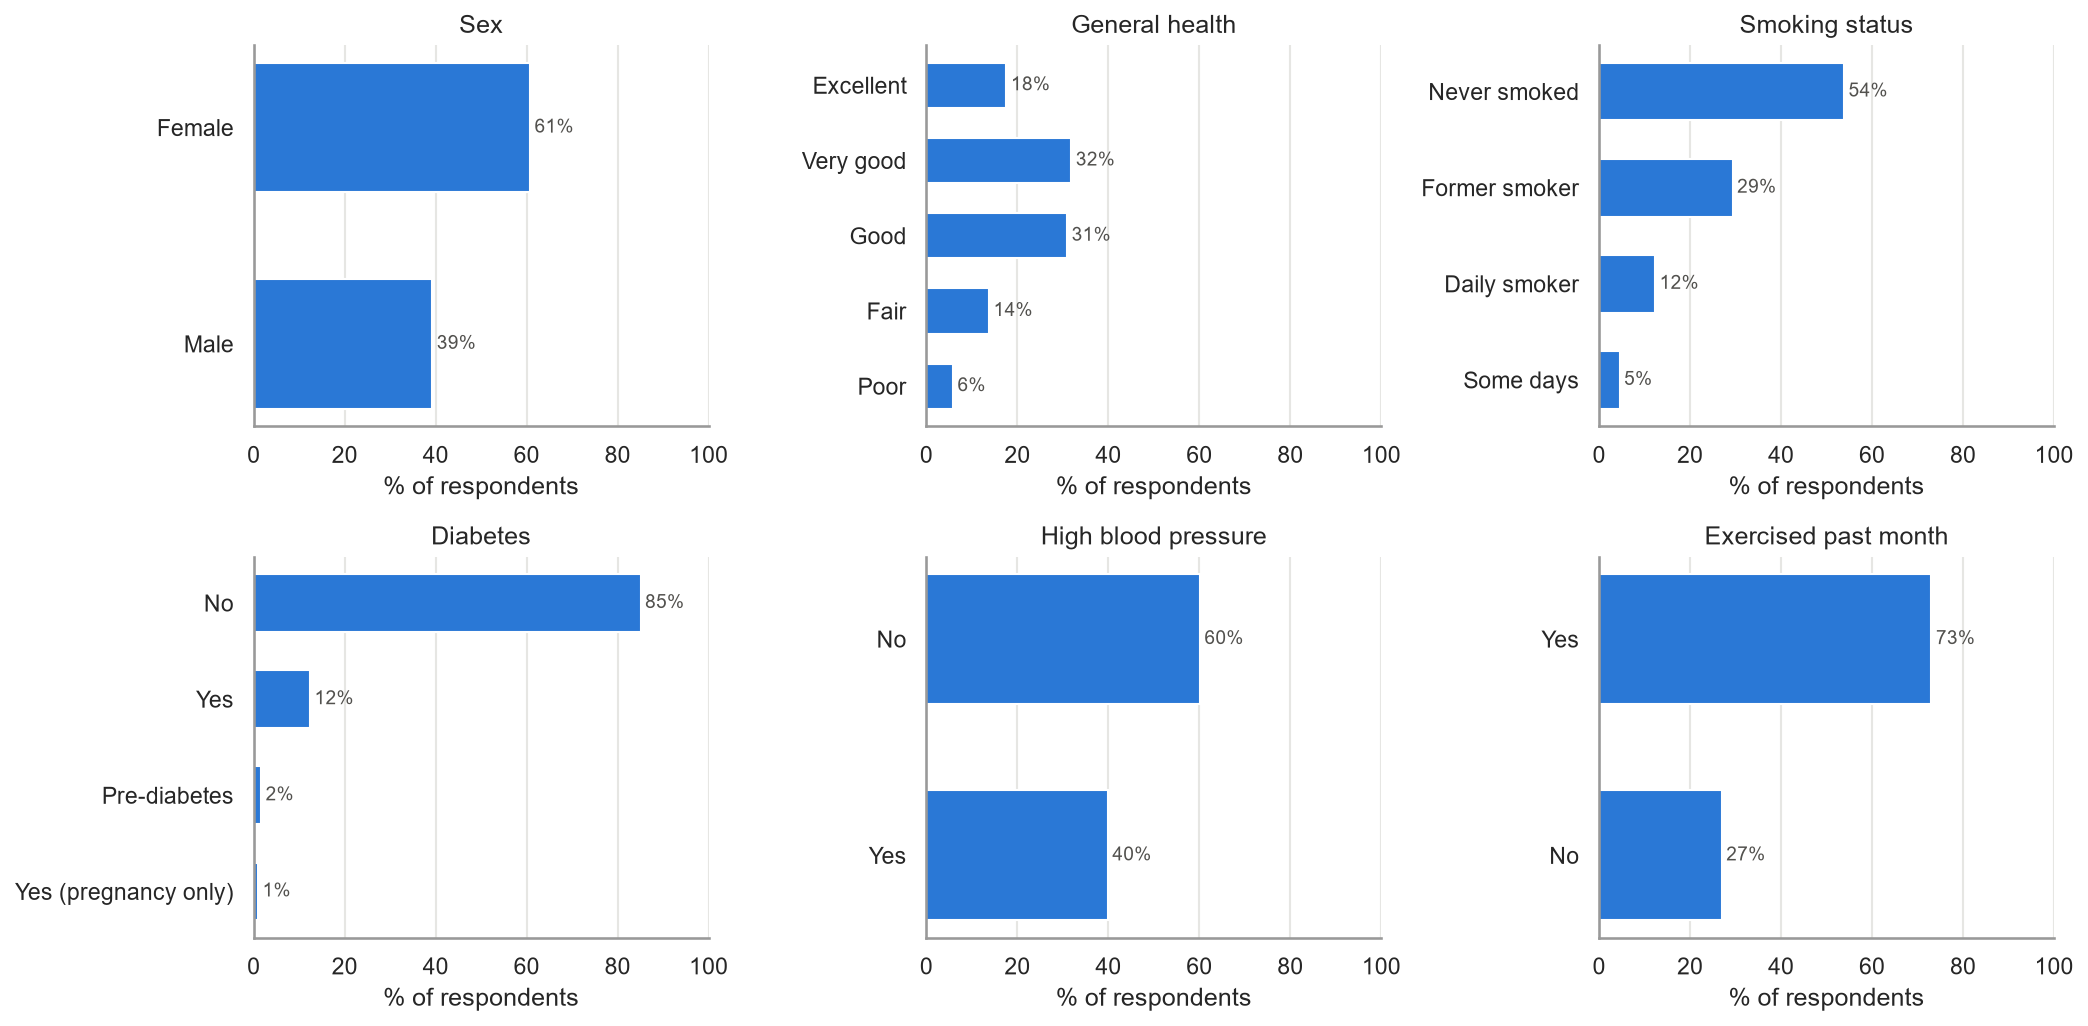 Sex
Female
61%
Male
39%
0 20 40 60 80 100
% of respondents
General health
Excellent
18%
Very good
32%
Good
31%
Fair
14%
Poor
6%
0 20 40 60 80 100
% of respondents
Smoking status
Never smoked
54%
Former smoker
29%
Daily smoker
12%
Some days
5%
0 20 40 60 80 100
% of respondents
Diabetes
No
85%
Yes
12%
Pre-diabetes
2%
Yes (pregnancy only)
1%
0 20 40 60 80 100
% of respondents
High blood pressure
No
60%
Yes
40%
0 20 40 60 80 100
% of respondents
Exercised past month
Yes
73%
No
27%
0 20 40 60 80 100
% of respondents